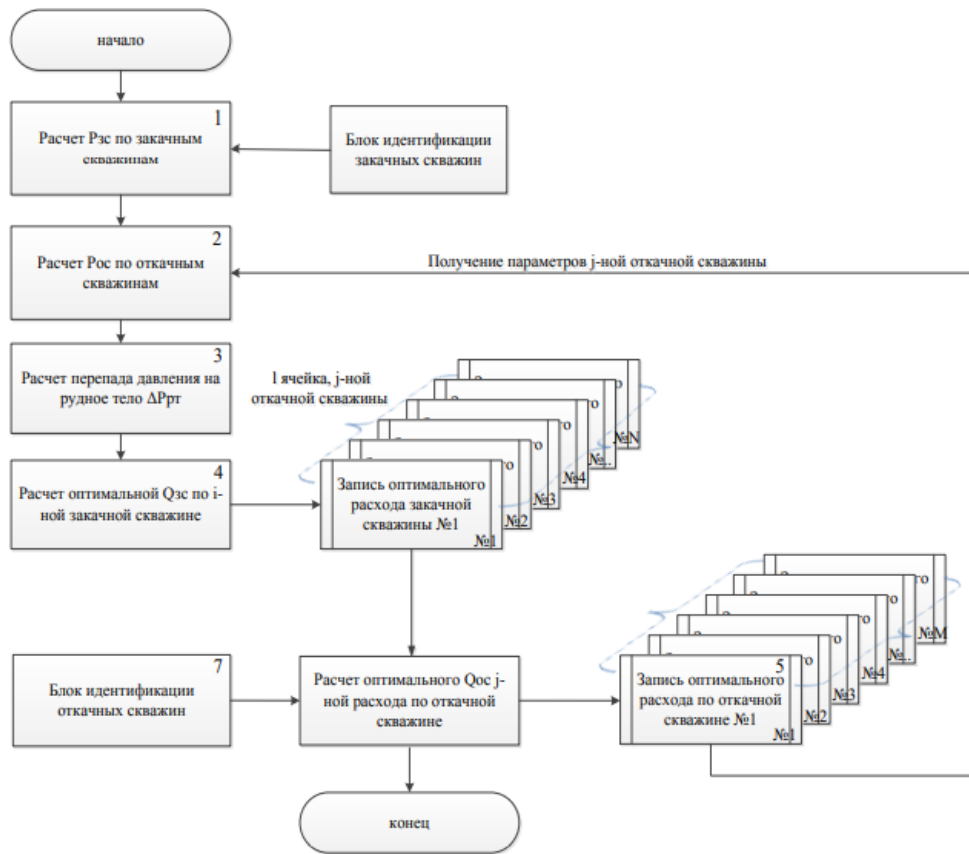 начало
1
Расчет Рзс по закачным
скважинам
Блок идентификации
закачных скважин
2
Расчет Рос по откачным
скважинам
Получение параметров j-ной откачной скважины
3
Расчет перепада давления на
рудное тело ΔРрт
1 ячейка, j-ной
откачной скважины
№N
№..
№4
№3
№2
4
Расчет оптимальной Qзс по i-
ной закачной скважине
Запись оптимального
расхода закачной
скважины №1
№1
7
Блок идентификации
откачных скважин
Расчет оптимального Qос j-
ной расхода по откачной
скважине
№M
№..
№4
№3
№2
5
Запись оптимального
расхода по откачной
скважине №1
№1
конец